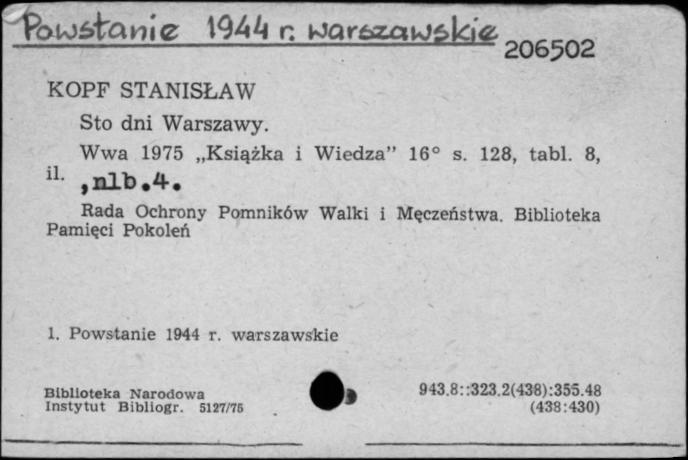 Powstanie 1944 r. warszawskie
206502
KOPF STANISŁAW
Sto dni Warszawy.
Wwa 1975 „Książka i Wiedza” 16° s. 128, tabl. 8,
il. ,nlb.4.
Rada Ochrony Pomników Walki i Męczeństwa. Biblioteka
Pamięci Pokoleń
1. Powstanie 1944 r. warszawskie
Biblioteka Narodowa
Instytut Bibliogr. 5127/75
943.8::323.2(438):355.48
(438:430)